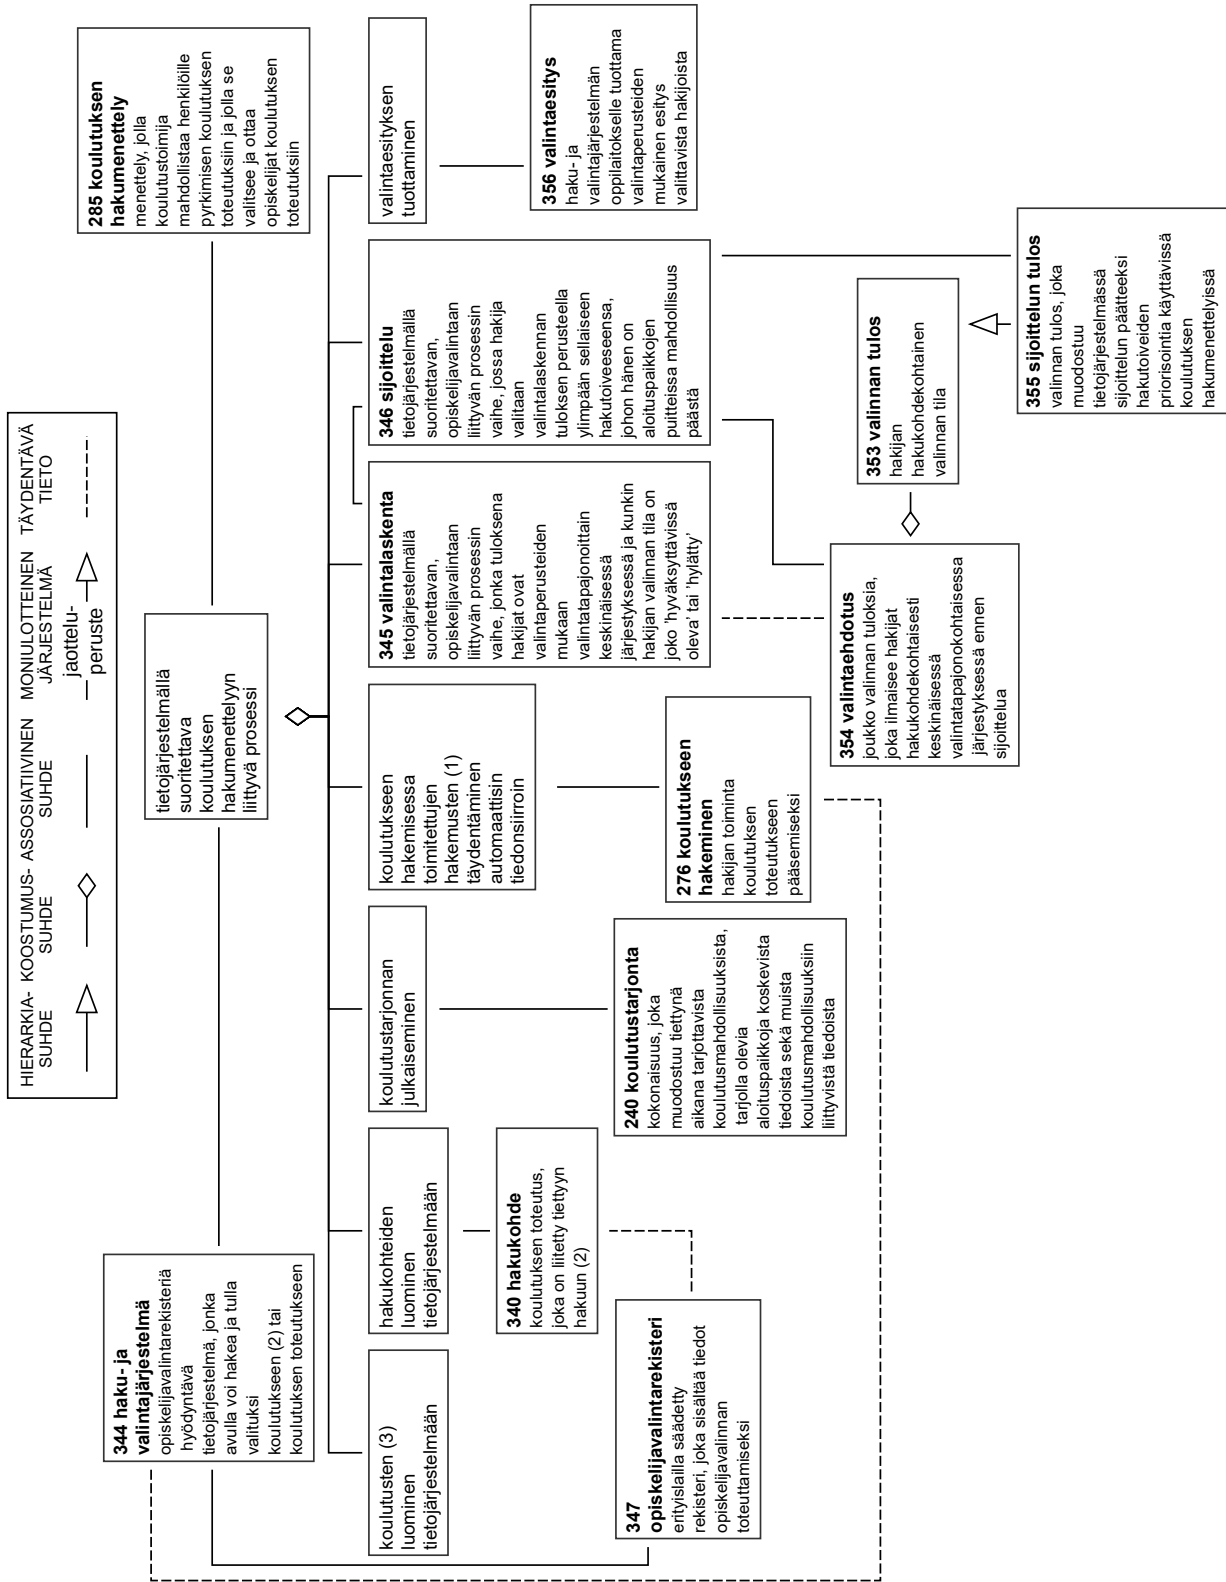 HIERARKIA-
SUHDE
KOOSTUMUS-
SUHDE
ASSOSIATIIVINEN
SUHDE
MONIULOTTEINEN
JÄRJESTELMÄ
jaottelu-
peruste
TÄYDENTÄVÄ
TIETO
344 haku- ja
valintajärjestelmä
opiskelijavalintarekisteriä
hyödyntävä
tietojärjestelmä, jonka
avulla voi hakea ja tulla
valituksi
koulutukseen (2) tai
koulutuksen toteutukseen
tietojärjestelmällä
suoritettava
koulutuksen
hakumenettelyyn
liittyvä prosessi
285 koulutuksen
hakumenettely
menettely, jolla
koulutustoimija
mahdollistaa henkilöille
pyrkimisen koulutuksen
toteutuksiin ja jolla se
valitsee ja ottaa
opiskelijat koulutuksen
toteutuksiin
koulutusten (3)
luominen
tietojärjestelmään
hakukohteiden
luominen
tietojärjestelmään
koulutustarjonnan
julkaiseminen
koulutukseen
hakemisessa
toimitettujen
hakemusten (1)
täydentäminen
automaattisin
tiedonsiirroin
345 valintalaskenta
tietojärjestelmällä
suoritettavan,
opiskelijavalintaan
liittyvän prosessin
vaihe, jonka tuloksena
hakijat ovat
valintaperusteiden
mukaan
valintatapajonoittain
keskinäisessä
järjestyksessä ja kunkin
hakijan valinnan tila on
joko 'hyväksyttävissä
oleva' tai 'hylätty'
346 sijoittelu
tietojärjestelmällä
suoritettavan,
opiskelijavalintaan
liittyvän prosessin
vaihe, jossa hakija
valitaan
valintalaskennan
tuloksen perusteella
ylimpään sellaiseen
hakutoiveeseensa,
johon hänen on
aloituspaikkojen
puitteissa mahdollisuus
päästä
valintaesityksen
tuottaminen
340 hakukohde
koulutuksen toteutus,
joka on liitetty tiettyyn
hakuun (2)
356 valintaesitys
haku- ja
valintajärjestelmän
oppilaitokselle tuottama
valintaperusteiden
mukainen esitys
valittavista hakijoista
347
opiskelijavalintarekisteri
erityislailla säädetty
rekisteri, joka sisältää tiedot
opiskelijavalinnan
toteuttamiseksi
240 koulutustarjonta
kokonaisuus, joka
muodostuu tiettynä
aikana tarjottavista
koulutusmahdollisuuksista,
tarjolla olevia
aloituspaikkoja koskevista
tiedoista sekä muista
koulutusmahdollisuuksiin
liittyvistä tiedoista
276 koulutukseen
hakeminen
hakijan toiminta
koulutuksen
toteutukseen
pääsemiseksi
354 valintaehdotus
joukko valinnan tuloksia,
joka ilmaisee hakijat
hakukohdekohtaisesti
keskinäisessä
valintatapajonokohtaisessa
järjestyksessä ennen
sijoittelua
353 valinnan tulos
hakijan
hakukohdekohtainen
valinnan tila
355 sijoittelun tulos
valinnan tulos, joka
muodostuu
tietojärjestelmässä
sijoittelun päätteeksi
hakutoiveiden
priorisointia käyttävissä
koulutuksen
hakumenettelyissä